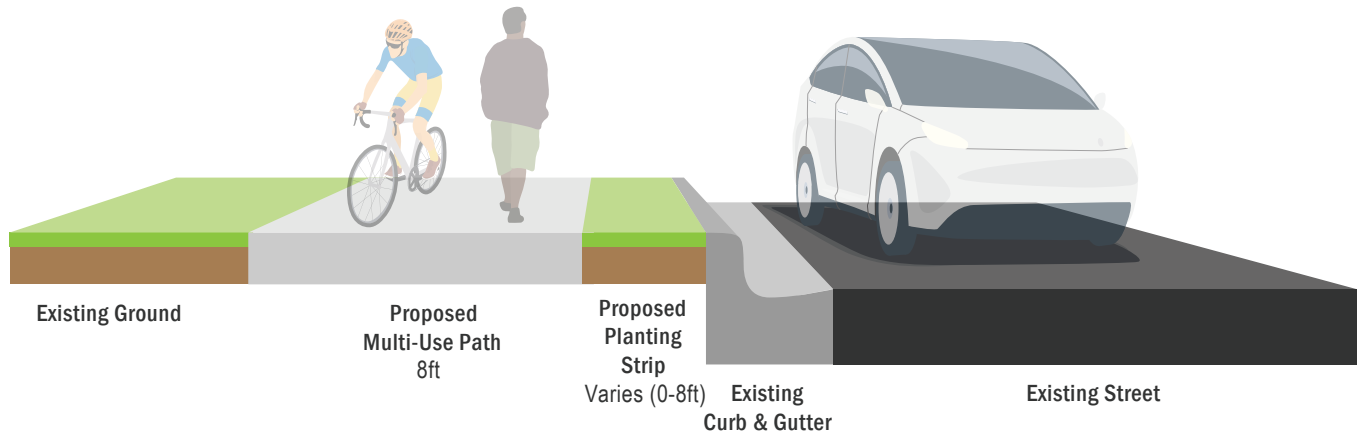 Existing Ground
Proposed
Multi-Use Path
8ft
Proposed
Planting
Strip
Varies (0-8ft)
Existing
Curb & Gutter
Existing Street